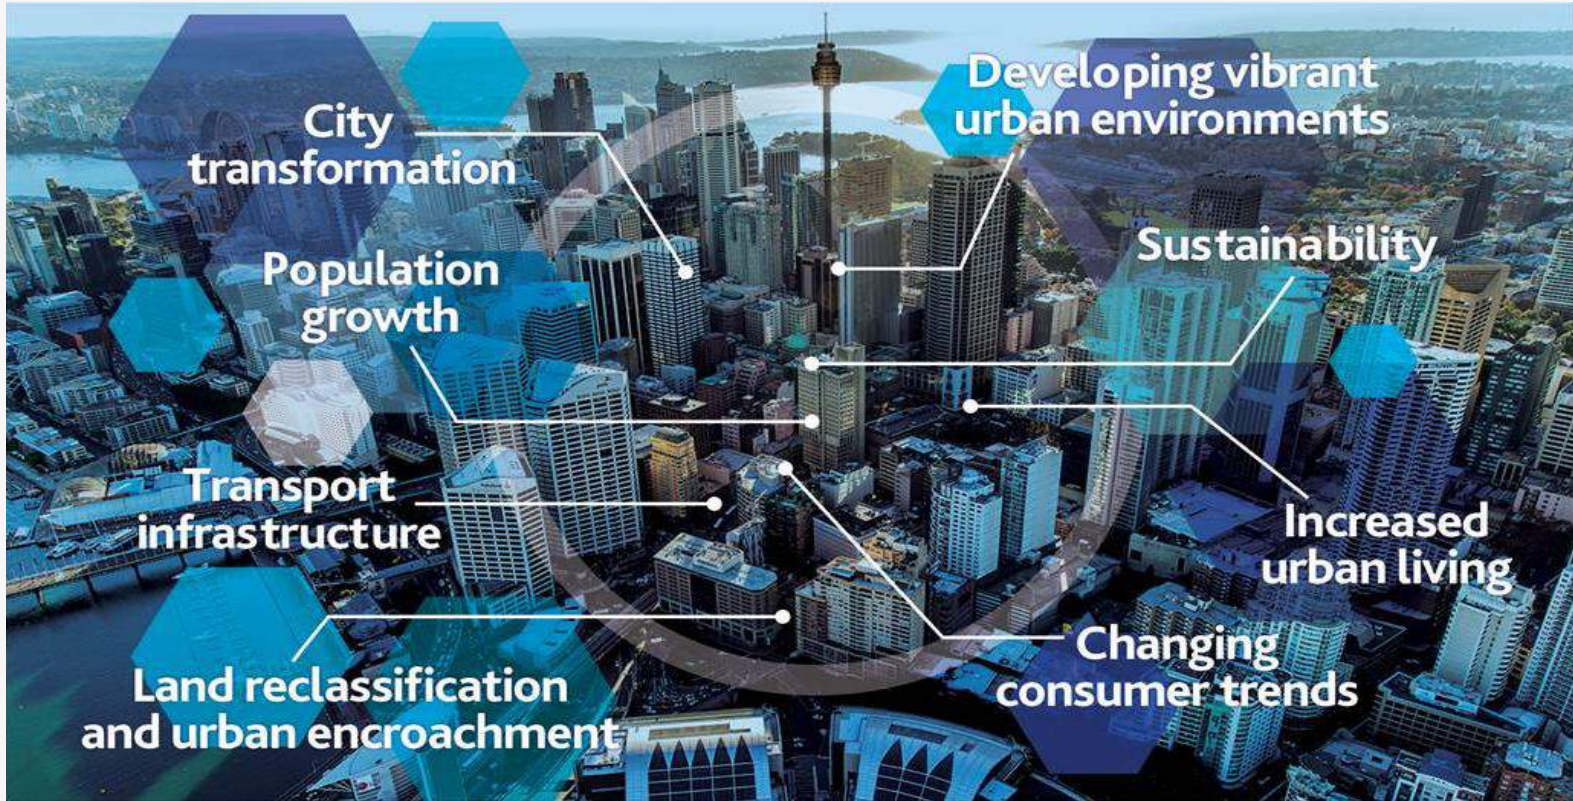 City
transformation
Developing vibrant
urban environments
Population
growth
Sustainability
Transport
infrastructure
Increased
urban living
Land reclassification
and urban encroachment
Changing
consumer trends